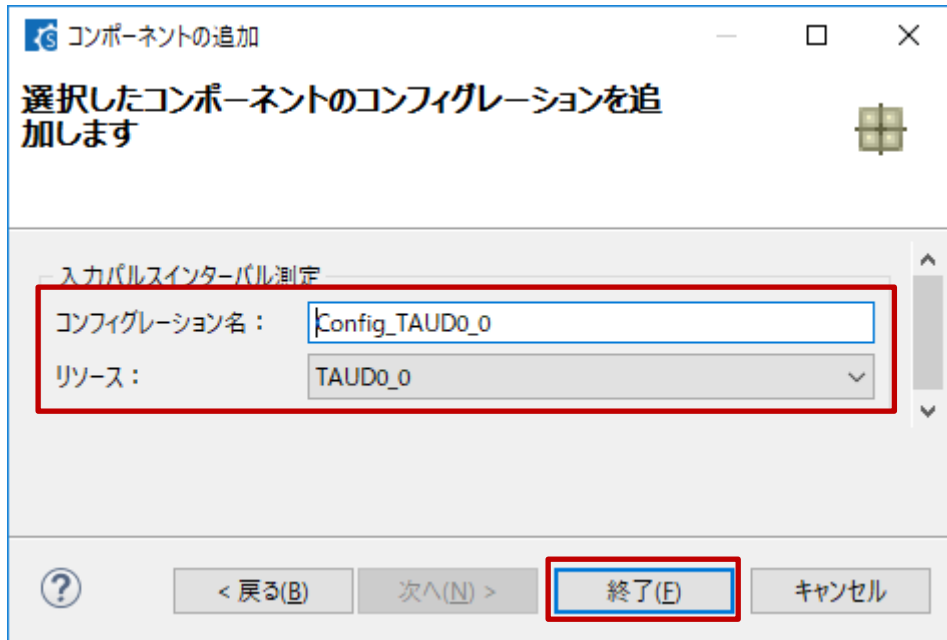 コンポーネントの追加
選択したコンポーネントのコンフィグレーションを追
加します
入力パルスインターバル測定
コンフィグレーション名： Config_TAUD0_0
リソース： TAUD0_0
< 戻る(B) 次へ(N) > 終了(F) キャンセル